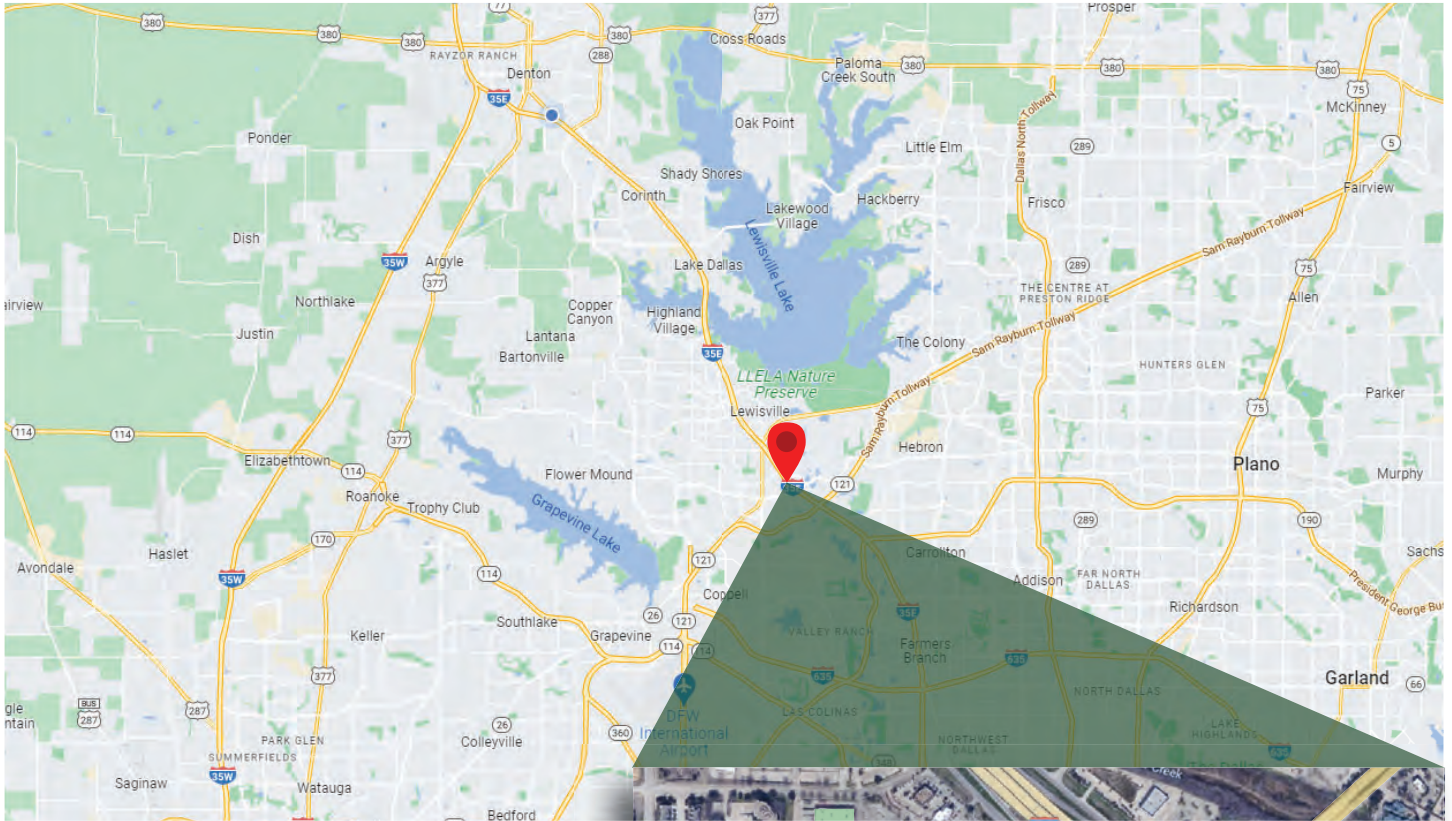 77
377
Prosper
380
380
380
380
Cross Roads
RAYZOR RANCH
288
Denton
Paloma
Creek South
380
380
380
75
35E
McKinney
Dallas North Tollway
Ponder
Oak Point
Little Elm
289
5
Shady Shores
Corinth
Hackberry
Lakewood
Village
Frisco
Fairview
Sam Rayburn Tollway
Dish
Lewisville Lake
35W
Argyle
377
Lake Dallas
289
75
THE CENTRE AT
PRESTON RIDGE
Allen
airview
Northlake
Copper
Canyon
Highland
Village
Sam Rayburn Tollway
Justin
Lantana
Bartonville
35E
The Colony
HUNTERS GLEN
LLELA Nature
Preserve
Sam Rayburn Tollway
Parker
Lewisville
75
114
114
377
Hebron
Elizabethtown
114
Flower Mound
Plano
Murphy
Roanoke
Trophy Club
121
Grapevine Lake
289
190
170
Haslet
Avondale
Carrollton
Sachs
121
114
35W
Addison
FAR NORTH
DALLAS
President George Bus
Coppell
35E
Richardson
26
121
Southlake
Keller
Grapevine
VALLEY RANCH
Farmers
Branch
114
114
635
377
635
Garland
66
BUS
287
287
NORTH DALLAS
gle
ntain
DFW
International
Airport
LAS COLINAS
26
360
LAKE
HIGHLANDS
PARK GLEN
Colleyville
NORTHWEST
DALLAS
635
SUMMERFIELDS
348
35W
Saginaw
Watauga
Creek
Bedford